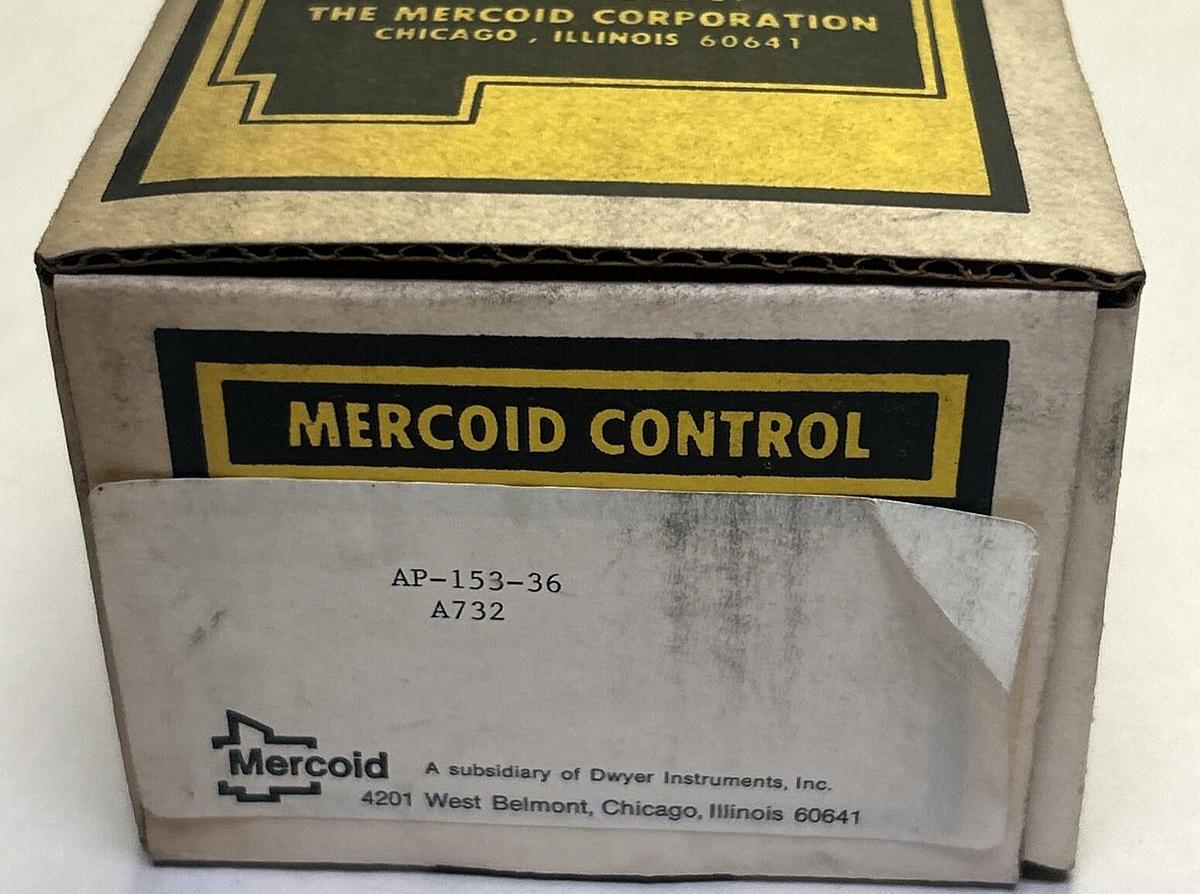 THE MERCOID CORPORATION
CHICAGO, ILLINOIS 60641
MERCOID CONTROL
AP-153-36
A732
Mercoid
A subsidiary of Dwyer Instruments, Inc.
4201 West Belmont, Chicago, Illinois 60641